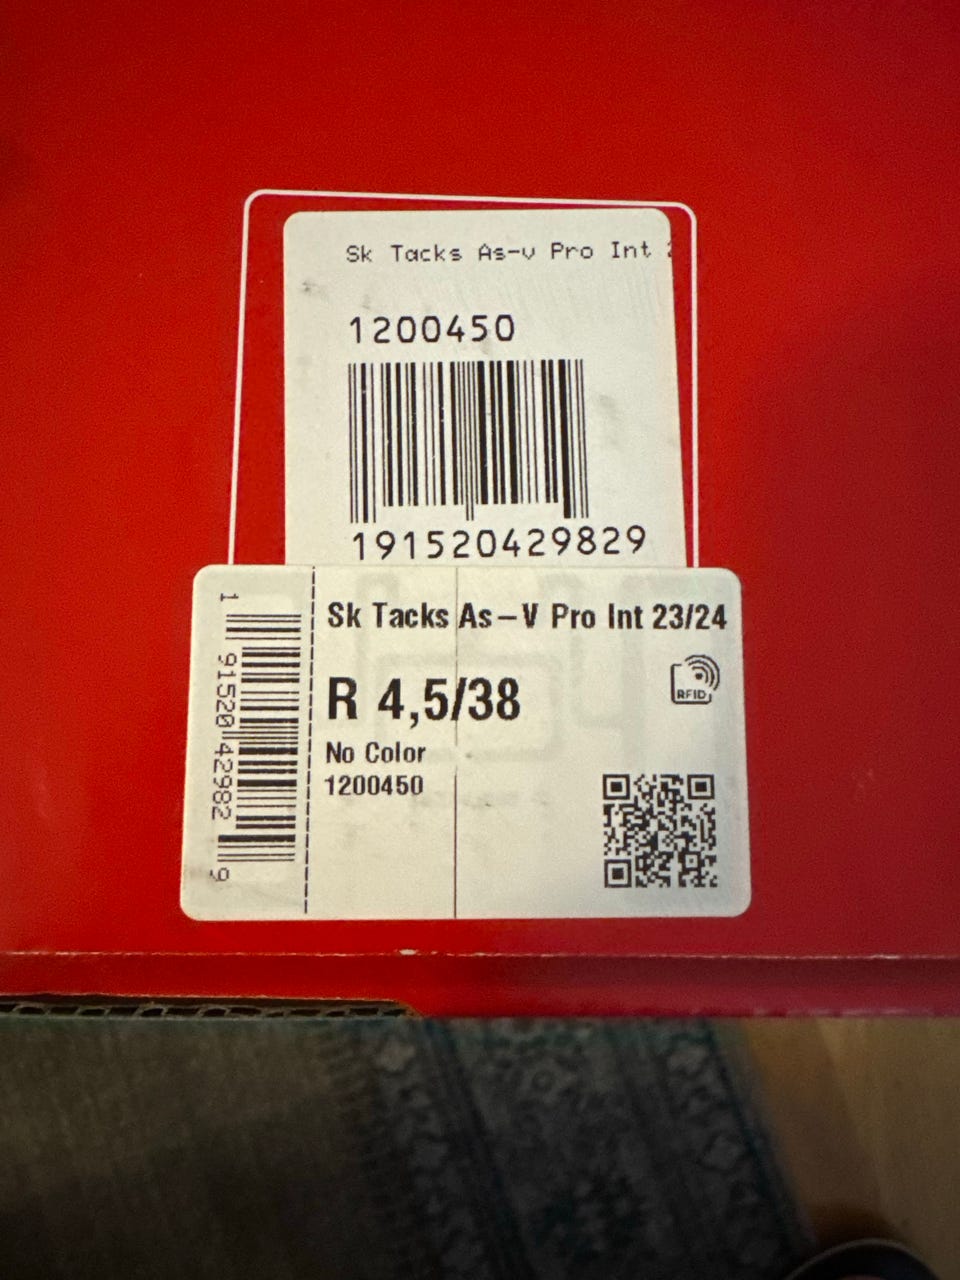 Sk Tacks As-v Pro Int
1200450
191520429829
Sk Tacks As-V Pro Int 23/24
R 4,5/38
RFID
No Color
1200450
1 91520 42982 9